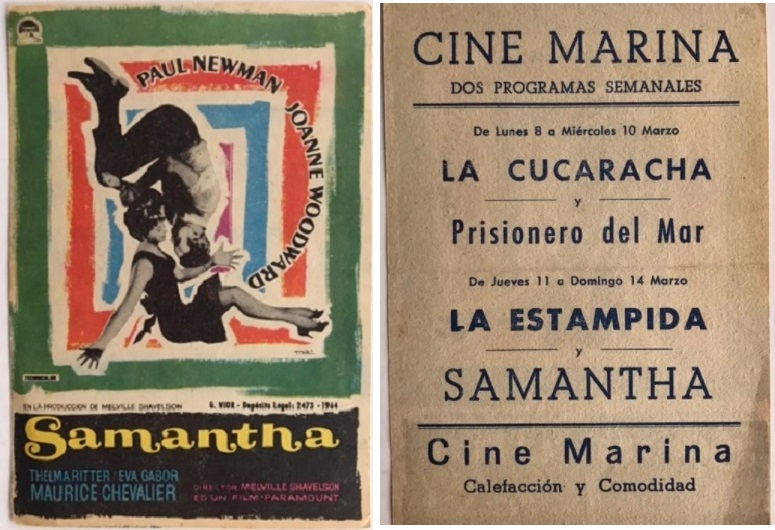 PAUL NEWMAN
JOANNE WOODWARD
EN LA PRODUCCION DE MELVILLE SHAVELSON
G. VIOR - Depósito Legal: 2473 - 1964
Samantha
THELMA RITTER / EVA GABOR
MAURICE CHEVALIER
DIRECTOR MELVILLE SHAVELSON
ES UN FILM·PARAMOUNT
CINE MARINA
DOS PROGRAMAS SEMANALES
De Lunes 8 a Miércoles 10 Marzo
LA CUCARACHA
y
Prisionero del Mar
De Jueves 11 a Domingo 14 Marzo
LA ESTAMPIDA
y
SAMANTHA
Cine Marina
Calefacción y Comodidad